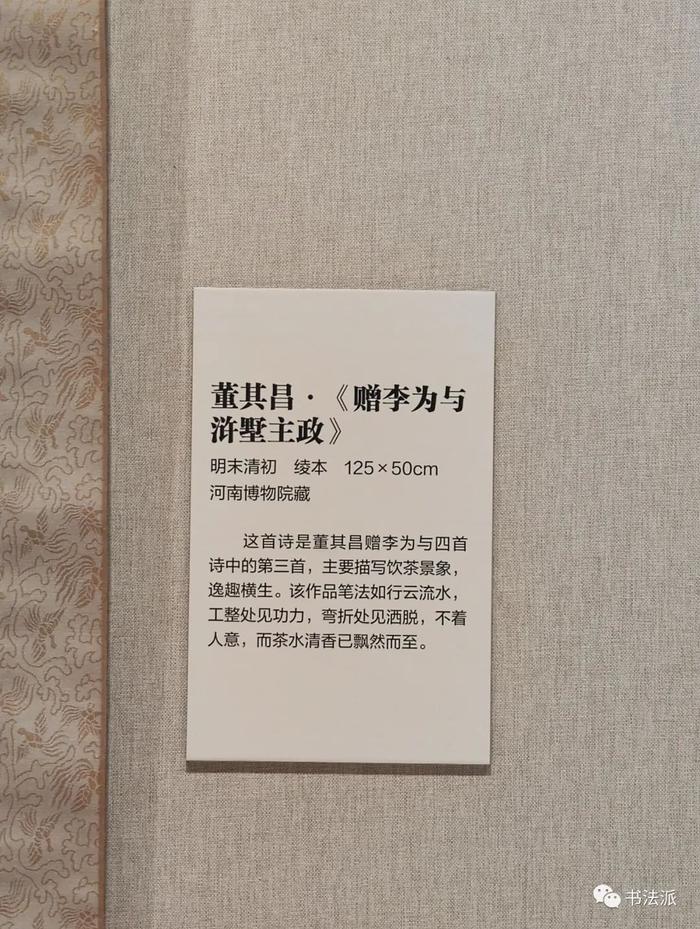 董其昌·《赠李为与
浒墅主政》
明末清初 绫本 125×50cm
河南博物院藏
这首诗是董其昌赠李为与四首
诗中的第三首，主要描写饮茶景象，
逸趣横生。该作品笔法如行云流水，
工整处见功力，弯折处见洒脱，不着
人意，而茶水清香已飘然而至。
书法派